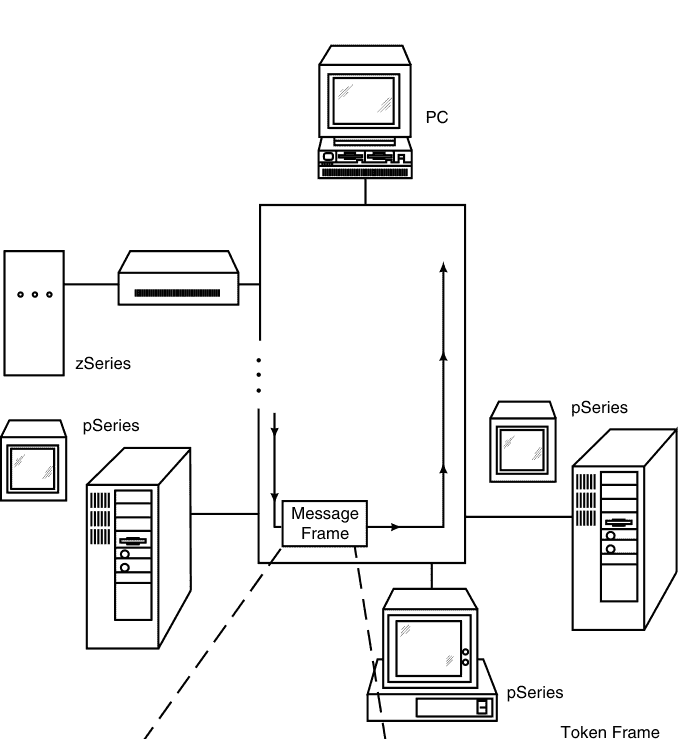 PC
zSeries
pSeries
pSeries
Message
Frame
pSeries
Token Frame